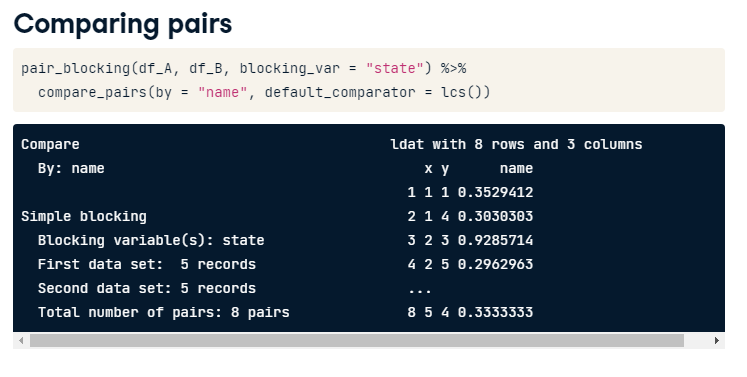 Comparing pairs
pair_blocking(df_A, df_B, blocking_var = "state") %>%
  compare_pairs(by = "name", default_comparator = lcs())
Compare
  By: name

Simple blocking
  Blocking variable(s): state
  First data set:  5 records
  Second data set: 5 records
  Total number of pairs: 8 pairs
ldat with 8 rows and 3 columns
    x y      name
  1 1 1 0.3529412
  2 1 4 0.3030303
  3 2 3 0.9285714
  4 2 5 0.2962963
  ...
  8 5 4 0.3333333